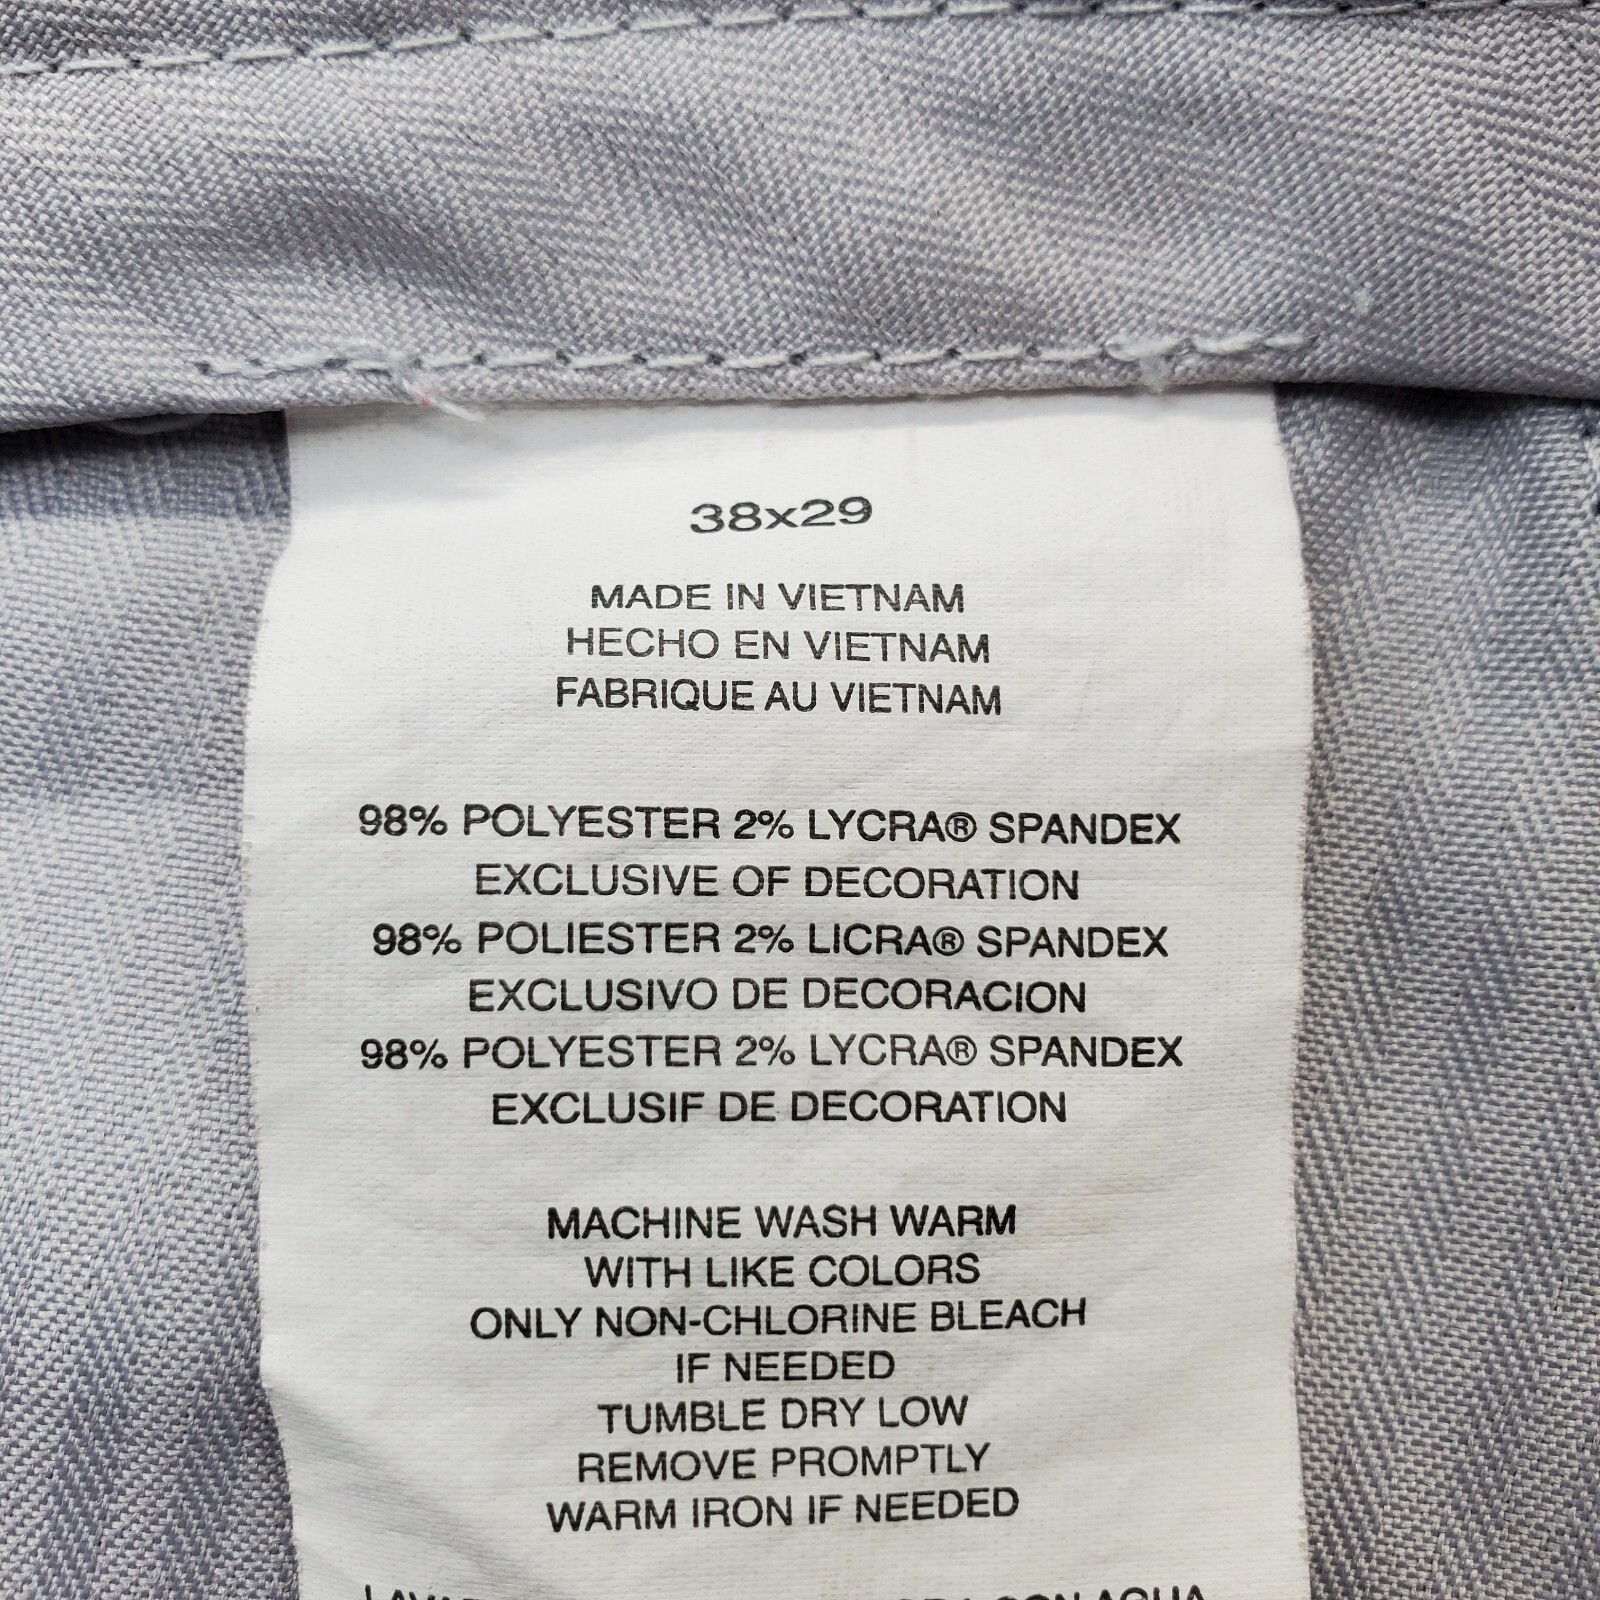 38x29
MADE IN VIETNAM
HECHO EN VIETNAM
FABRIQUE AU VIETNAM
98% POLYESTER 2% LYCRA® SPANDEX
EXCLUSIVE OF DECORATION
98% POLIESTER 2% LICRA® SPANDEX
EXCLUSIVO DE DECORACION
98% POLYESTER 2% LYCRA® SPANDEX
EXCLUSIF DE DECORATION
MACHINE WASH WARM
WITH LIKE COLORS
ONLY NON-CHLORINE BLEACH
IF NEEDED
TUMBLE DRY LOW
REMOVE PROMPTLY
WARM IRON IF NEEDED
CON AGUA